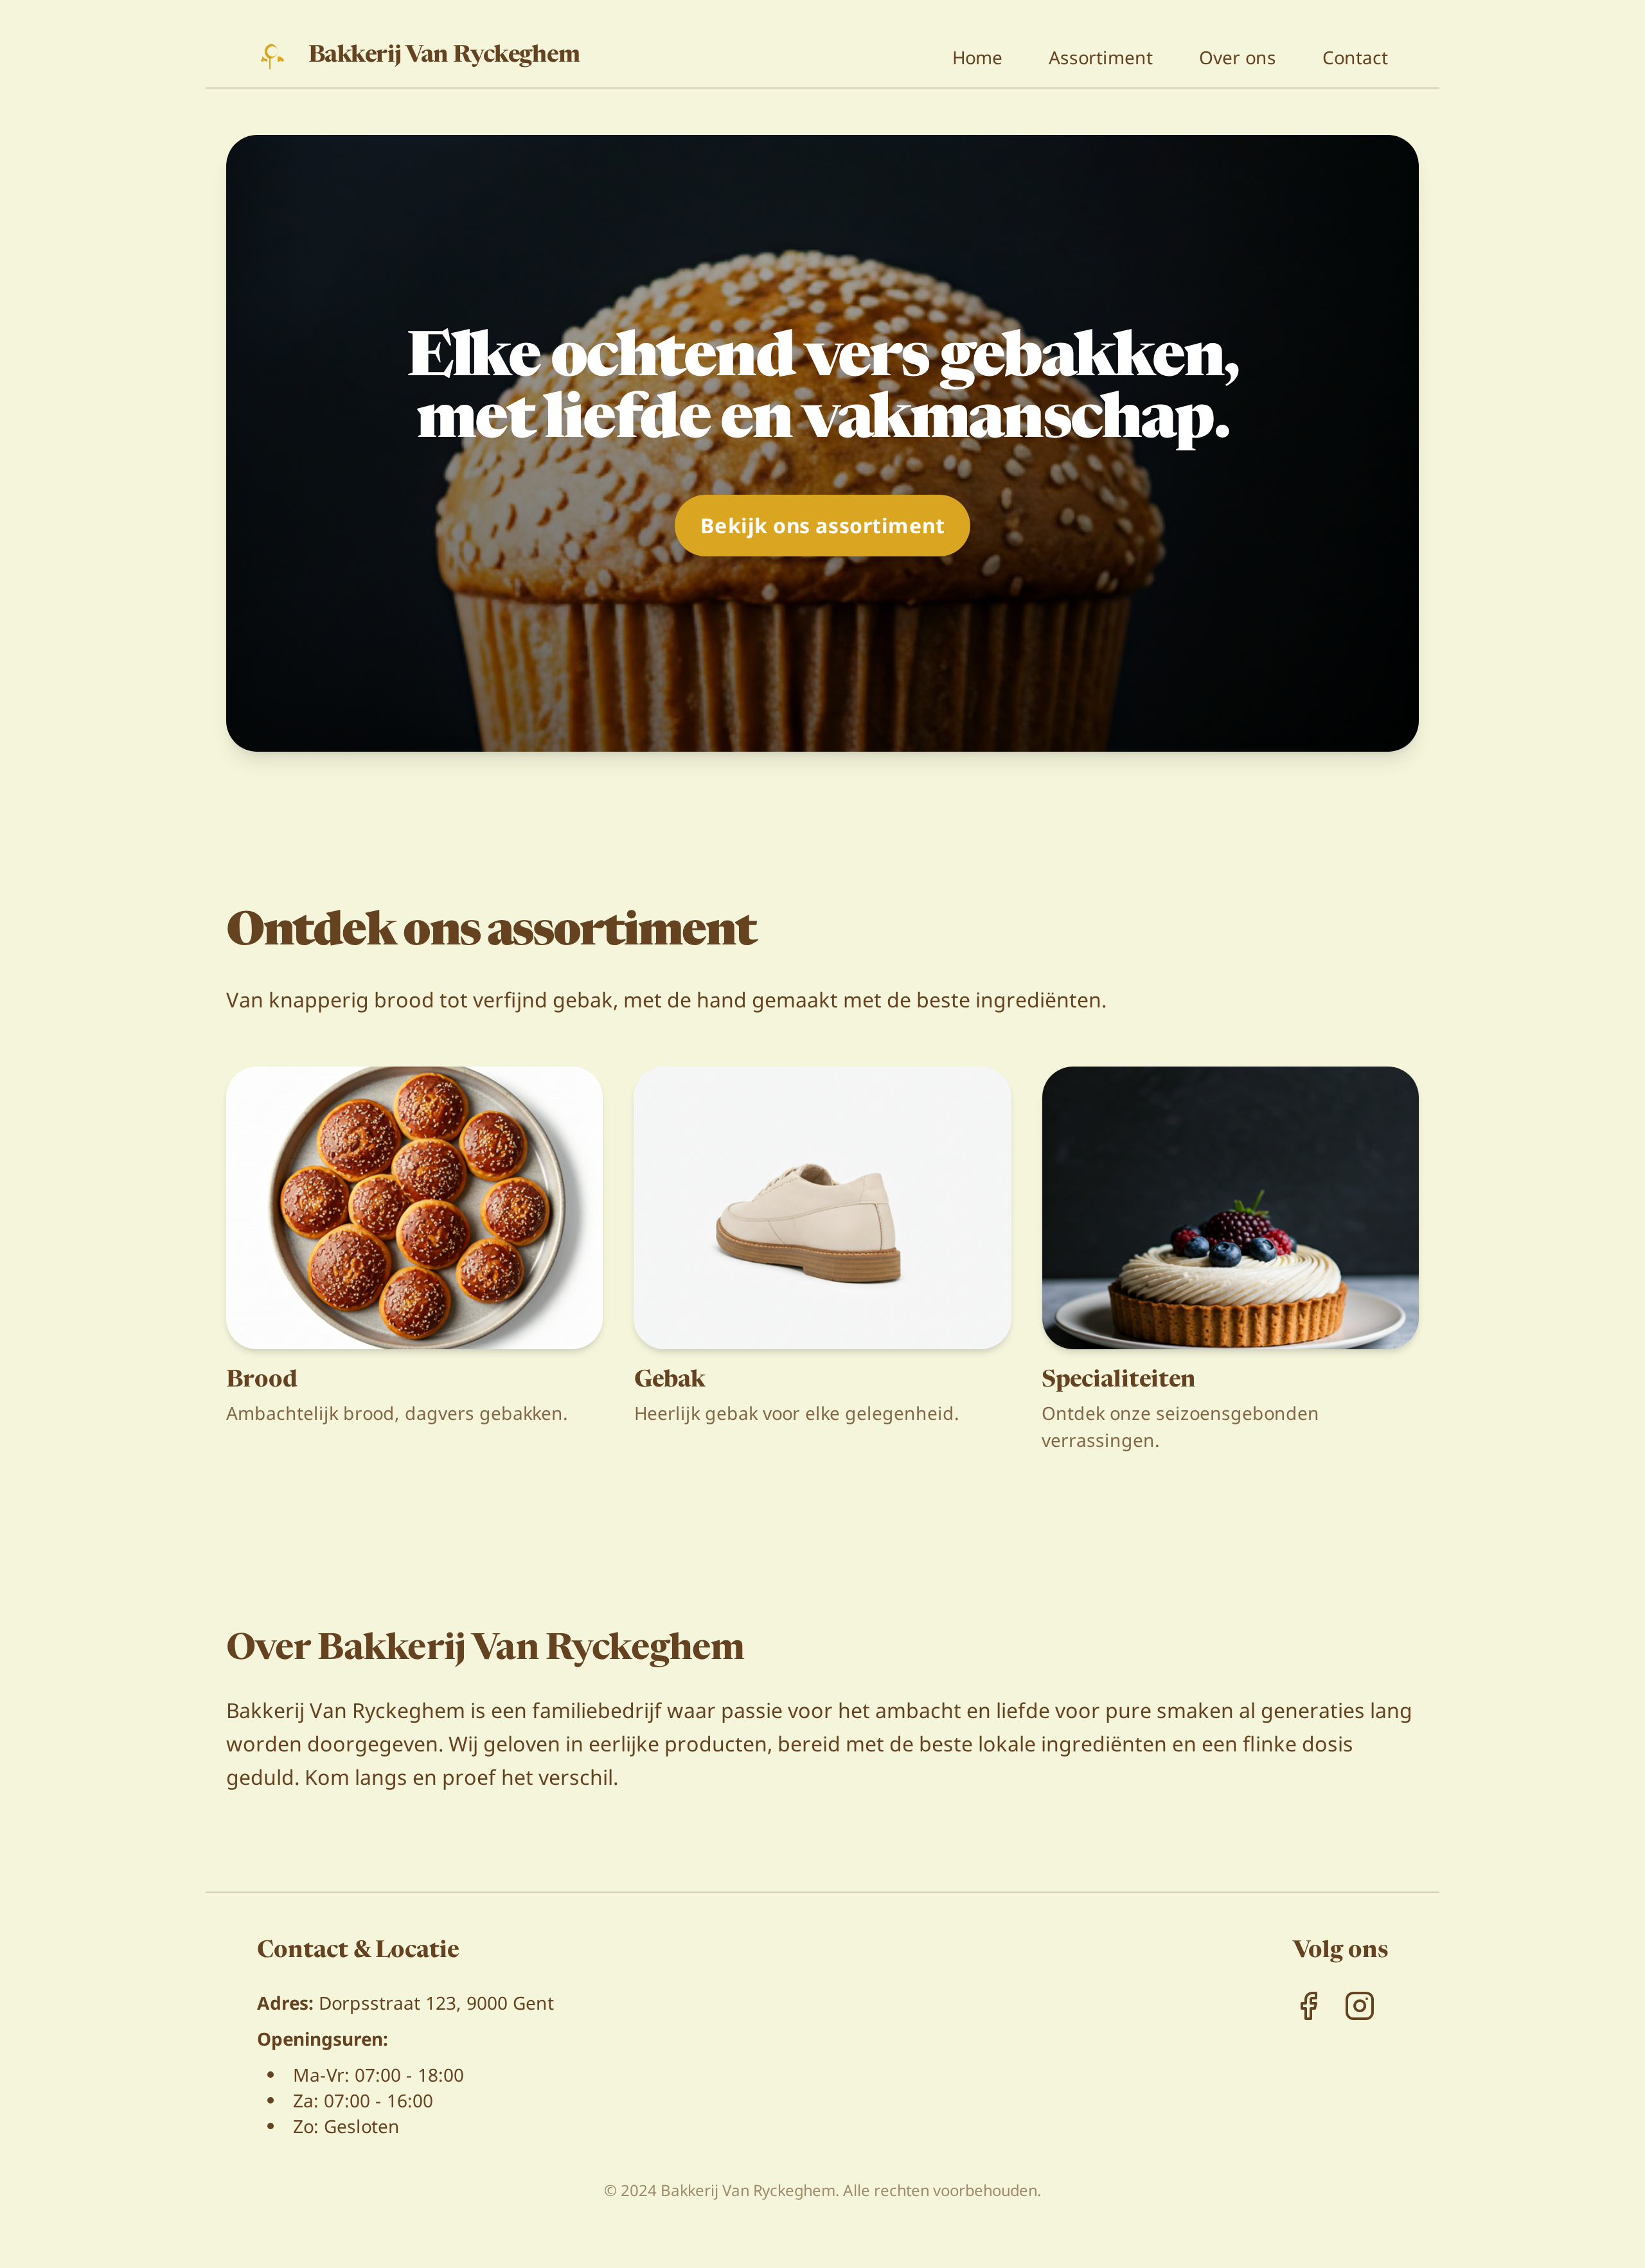 Bakkerij Van Ryckeghem
Home
Assortiment
Over ons
Contact
Elke ochtend vers gebakken,
met liefde en vakmanschap.
Bekijk ons assortiment
Ontdek ons assortiment
Van knapperig brood tot verfijnd gebak, met de hand gemaakt met de beste ingrediënten.
Brood
Ambachtelijk brood, dagvers gebakken.
Gebak
Heerlijk gebak voor elke gelegenheid.
Specialiteiten
Ontdek onze seizoensgebonden
verrassingen.
Over Bakkerij Van Ryckeghem
Bakkerij Van Ryckeghem is een familiebedrijf waar passie voor het ambacht en liefde voor pure smaken al generaties lang
worden doorgegeven. Wij geloven in eerlijke producten, bereid met de beste lokale ingrediënten en een flinke dosis
geduld. Kom langs en proef het verschil.
Contact & Locatie
Adres: Dorpsstraat 123, 9000 Gent
Openingsuren:
• Ma-Vr: 07:00 - 18:00
• Za: 07:00 - 16:00
• Zo: Gesloten
Volg ons
© 2024 Bakkerij Van Ryckeghem. Alle rechten voorbehouden.